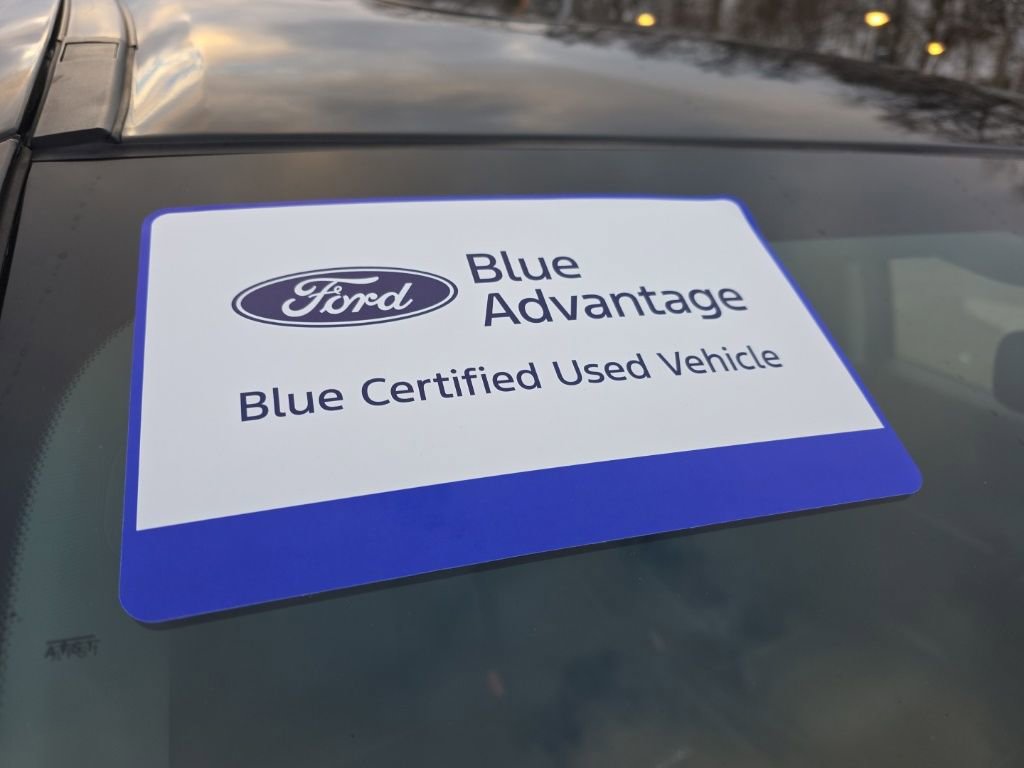 Ford
Blue
Advantage
Blue Certified Used Vehicle